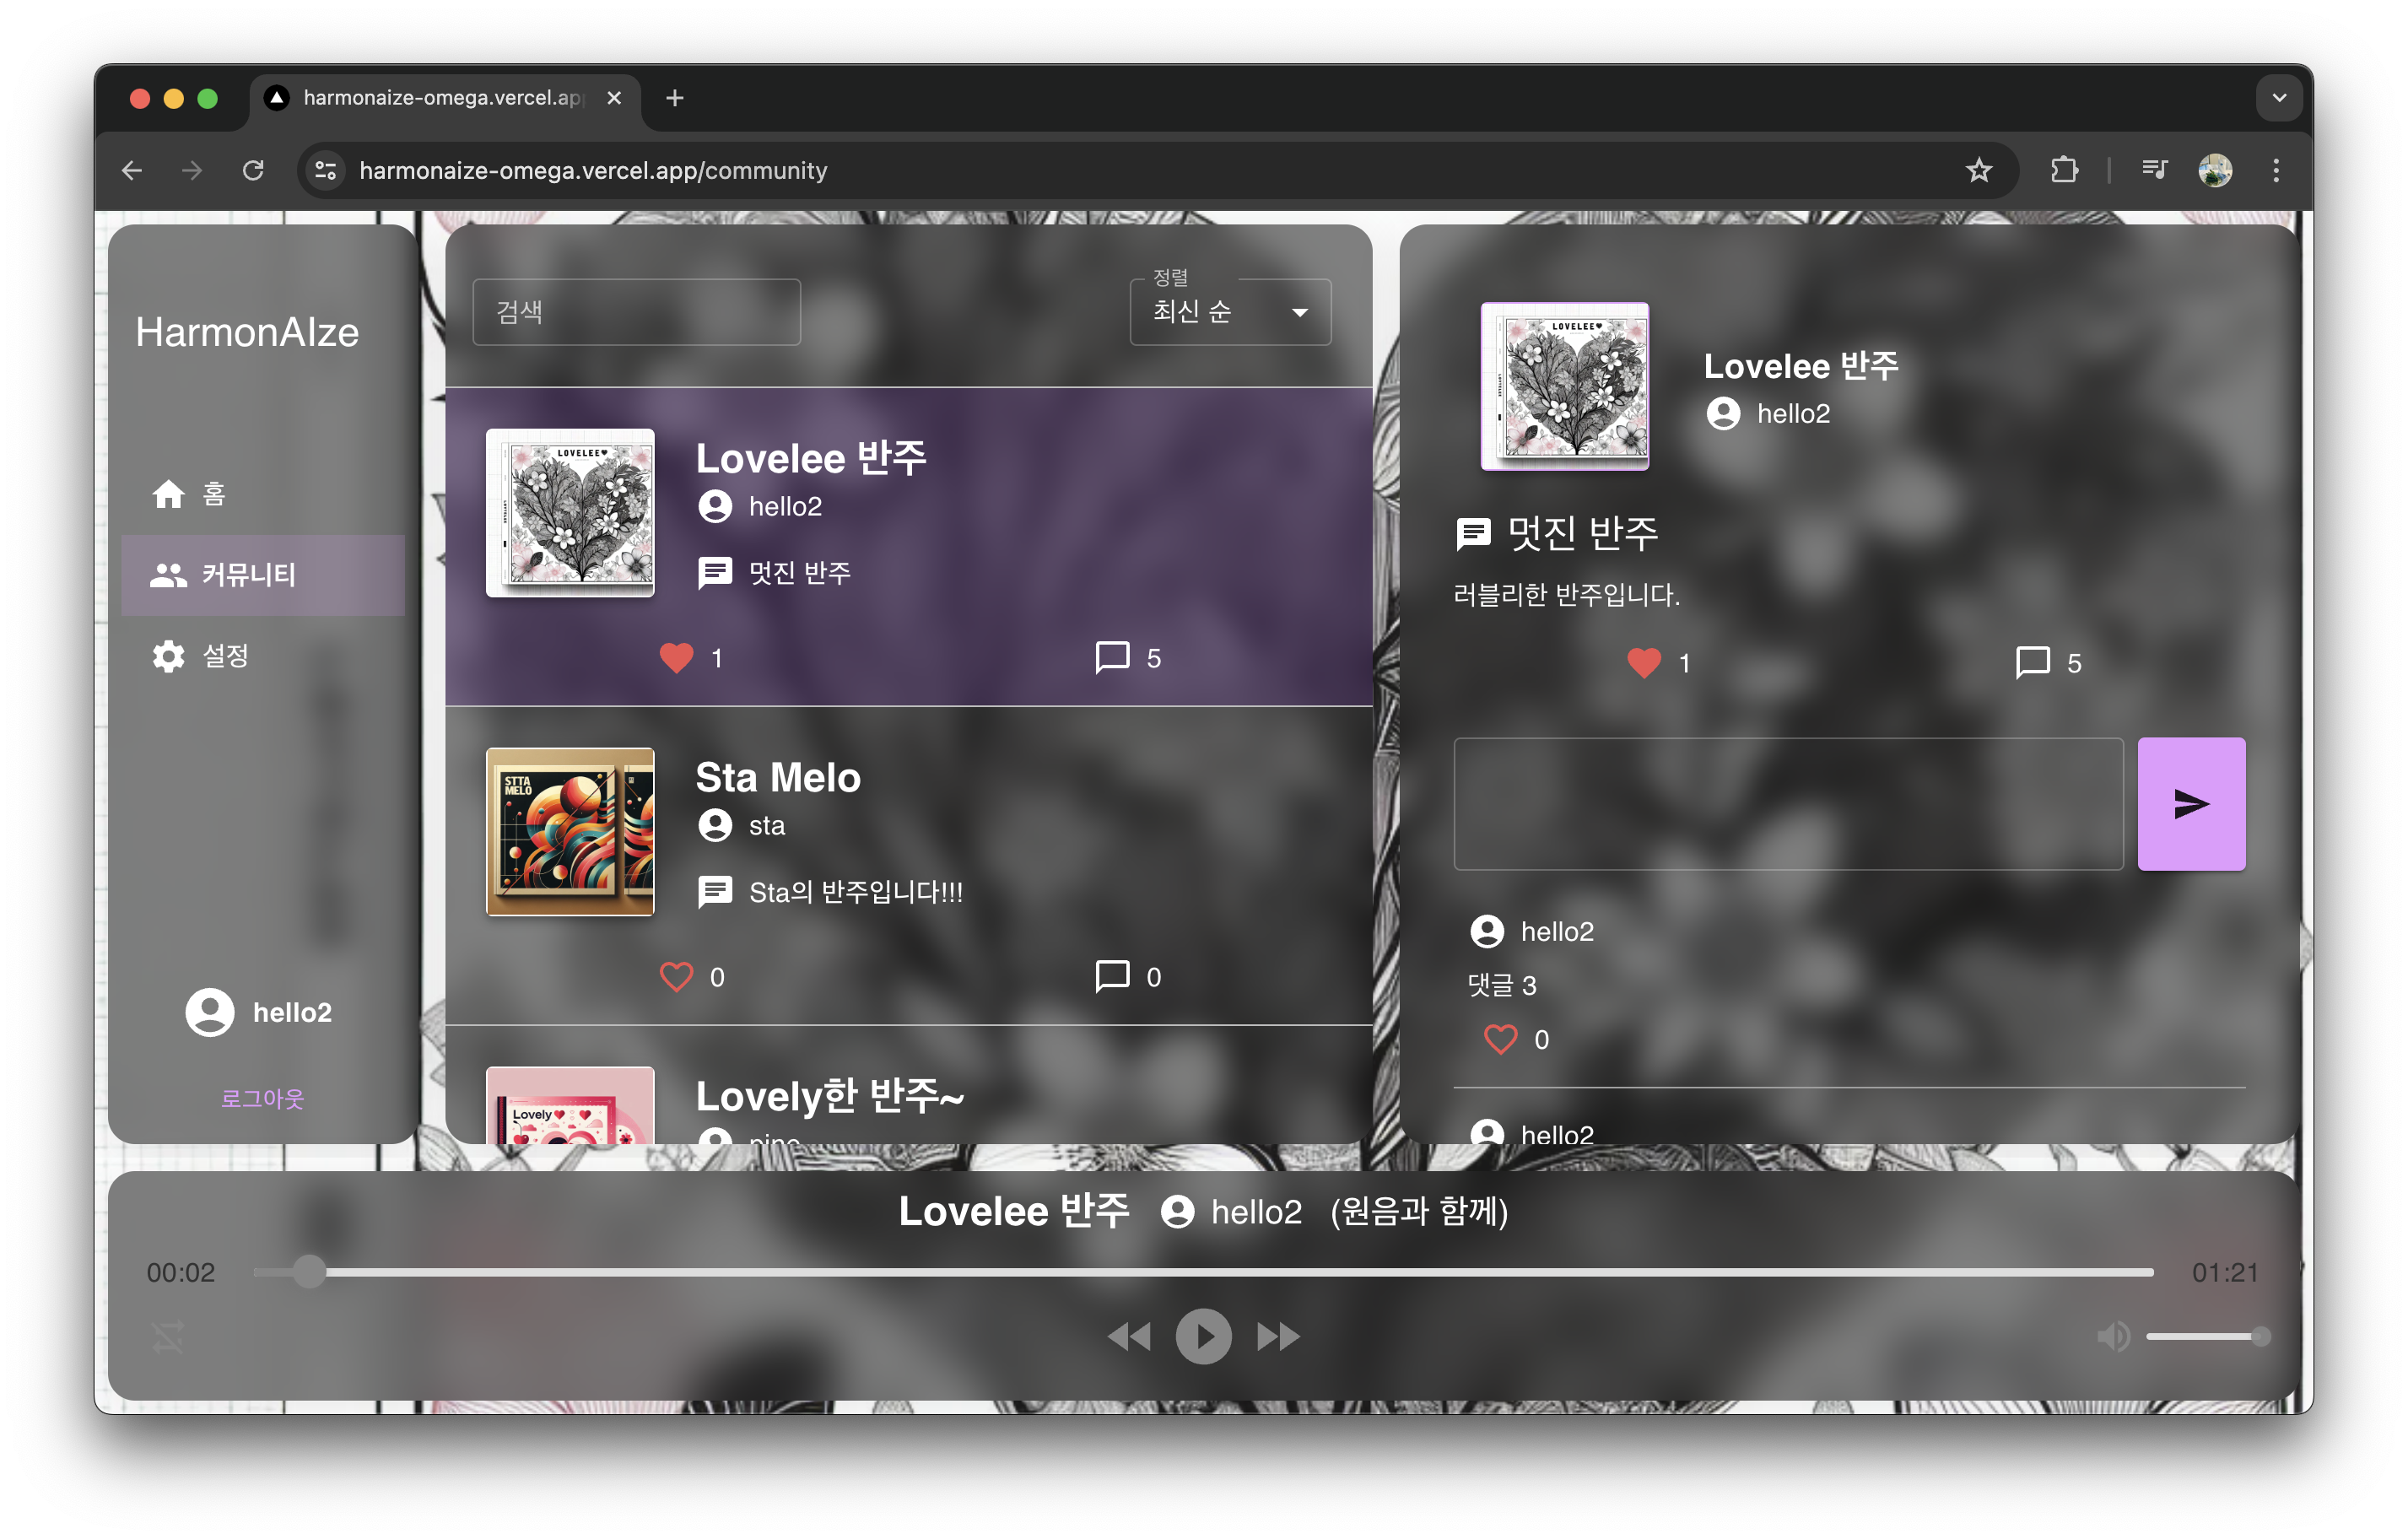 harmonaize-omega.vercel.ap
harmonaize-omega.vercel.app/community
HarmonAIze
홈
커뮤니티
설정
hello2
로그아웃
검색
정렬
최신 순
LOVELEE♥
Lovelee 반주
hello2
멋진 반주
1
5
STTA
MELO
Sta Melo
sta
Sta의 반주입니다!!!
0
0
Lovely
Lovely한 반주~
LOVELEE♥
Lovelee 반주
hello2
멋진 반주
러블리한 반주입니다.
1
5
hello2
댓글 3
0
hello2
Lovelee 반주 hello2 (원음과 함께)
00:02
01:21